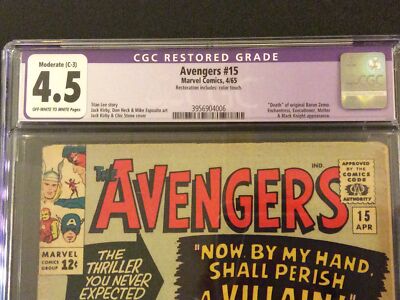 Moderate (C-3)
4.5
OFF-WHITE TO WHITE Pages
CGC RESTORED GRADE
Avengers #15
Marvel Comics, 4/65
Restoration includes: color touch.
Stan Lee story
Jack Kirby, Don Heck & Mike Esposito art
Jack Kirby & Chic Stone cover
3956904006
"Death" of original Baron Zemo.
Enchantress, Executioner, Melter
& Black Knight appearance.
CGC
THE AVENGERS
IND.
APPROVED
BY THE
COMICS
CODE
AUTHORITY
MARVEL
COMICS
GROUP
12¢
15
APR
THE
THRILLER
YOU NEVER
EXPECTED
"NOW, BY MY HAND,
SHALL PERISH
A VILLAIN!"